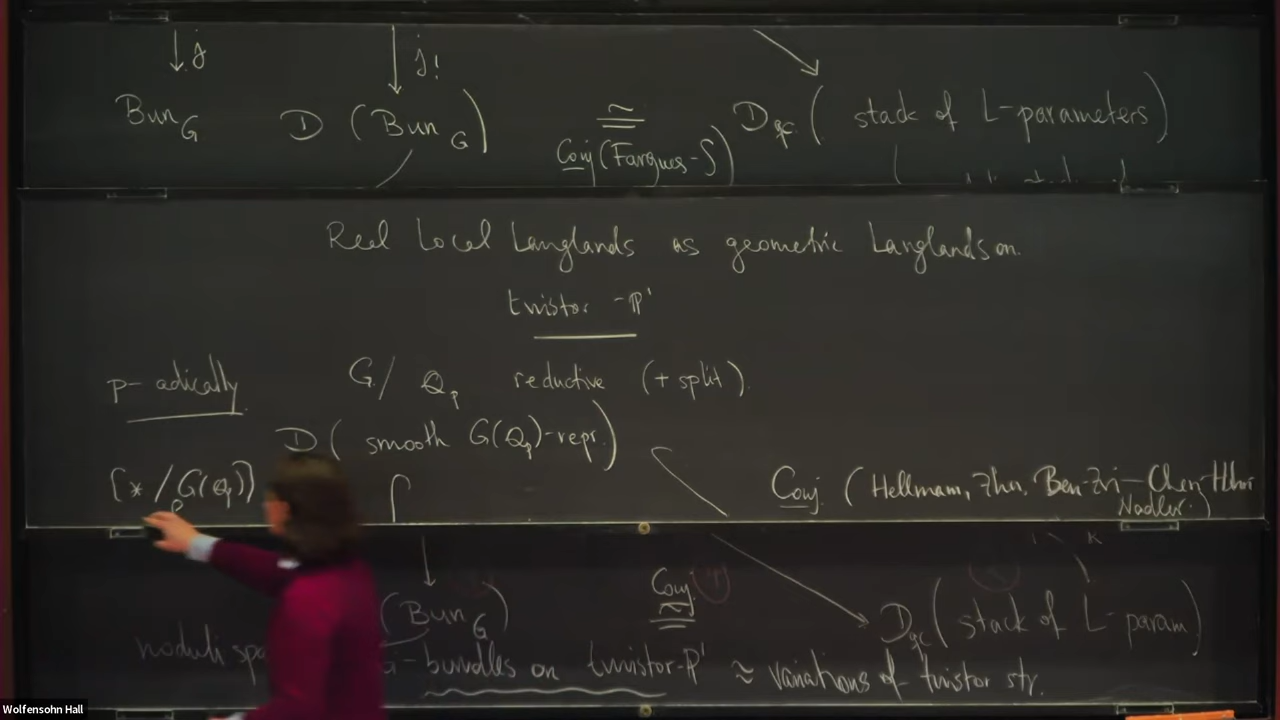 ↓j ↓j!
Bun_G D (Bun_G) ≅ D_qc (stack of L-parameters)
Conj (Fargues-S)
Real Local Langlands as geometric Langlands on
twistor-P¹
p-adically G/Q_p reductive (+ split).
D( smooth G(Q_p)-repr.)
[*/G(Q_p)] Conj. (Hellmann, Zhu, Ben-Zvi-Chen-Helm
Nadler.)
Conj.
(Bun_G) ≅ D_qc (stack of L-param)
moduli -bundles on twistor-P¹ ≈ variations of twistor str.
Wolfensohn Hall